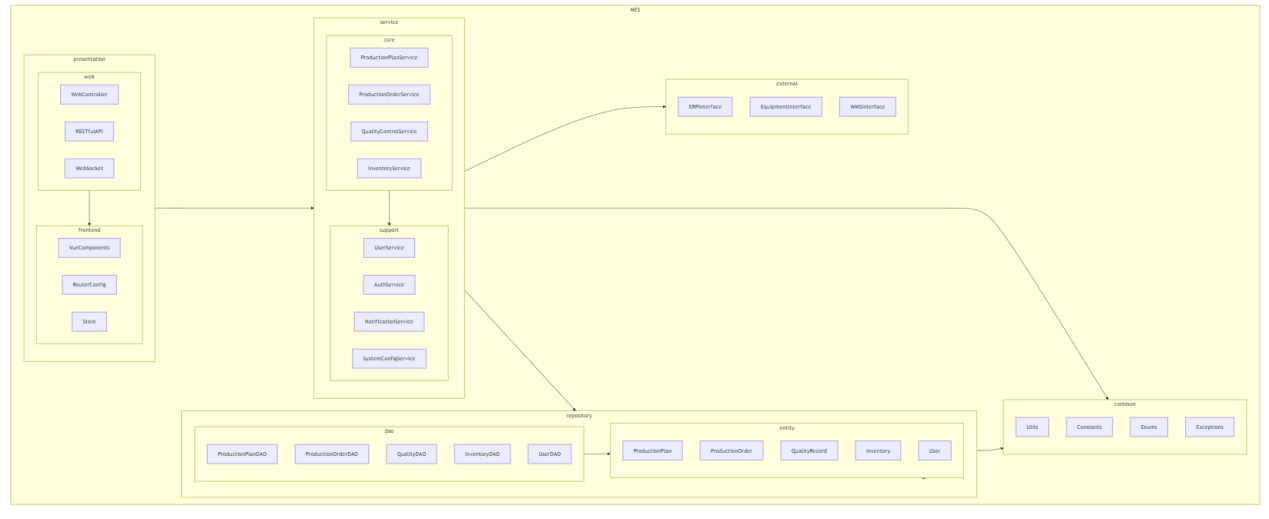 MES
presentation
web
WebController
RESTfulAPI
WebSocket
frontend
VueComponents
RouterConfig
Store
service
core
ProductionPlanService
ProductionOrderService
QualityControlService
InventoryService
support
UserService
AuthService
NotificationService
SystemConfigService
external
ERPInterface
EquipmentInterface
WMSInterface
repository
dao
ProductionPlanDAO
ProductionOrderDAO
QualityDAO
InventoryDAO
UserDAO
entity
ProductionPlan
ProductionOrder
QualityRecord
Inventory
User
common
Utils
Constants
Enums
Exceptions